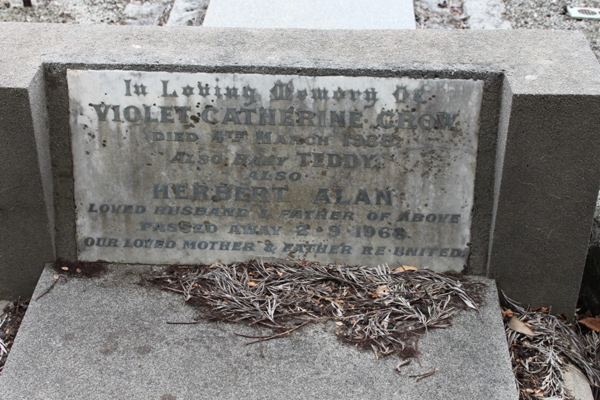 In Loving Memory Of
VIOLET CATHERINE CROW
DIED 4TH MARCH 1938
ALSO BABY TEDDY.
ALSO
HERBERT ALAN
LOVED HUSBAND & FATHER OF ABOVE
PASSED AWAY 2·9·1968
OUR LOVED MOTHER & FATHER RE-UNITED.